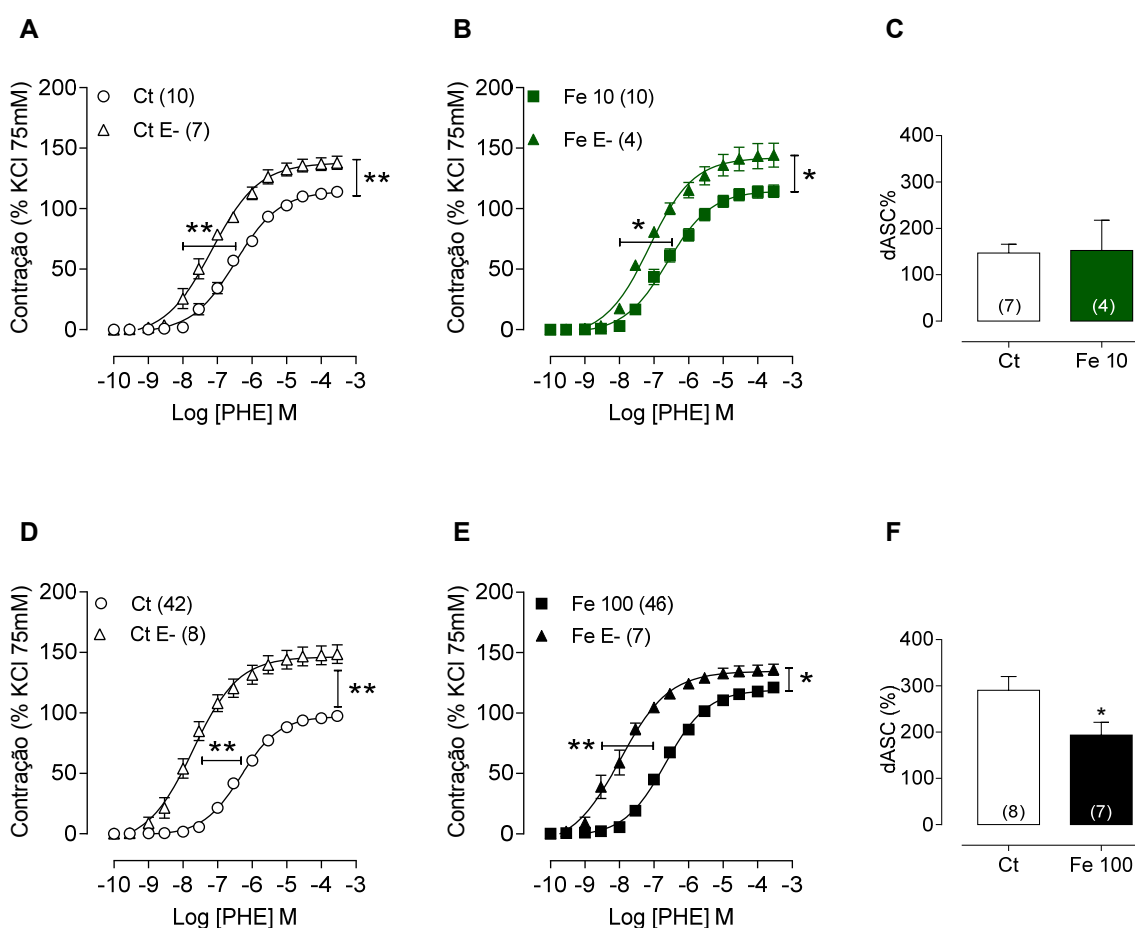 A
Contração (% KCl 75mM)
200
150
100
50
0
Ct (10)
Ct E- (7)
**
**
-10 -9 -8 -7 -6 -5 -4 -3
Log [PHE] M
B
Contração (% KCl 75mM)
200
150
100
50
0
Fe 10 (10)
Fe E- (4)
*
*
-10 -9 -8 -7 -6 -5 -4 -3
Log [PHE] M
C
dASC%
400
300
200
100
0
(7) (4)
Ct Fe 10
D
Contração (% KCl 75mM)
200
150
100
50
0
Ct (42)
Ct E- (8)
**
**
-10 -9 -8 -7 -6 -5 -4 -3
Log [PHE] M
E
Contração (% KCl 75mM)
200
150
100
50
0
Fe 100 (46)
Fe E- (7)
*
**
-10 -9 -8 -7 -6 -5 -4 -3
Log [PHE] M
F
dASC (%)
400
300
200
100
0
*
(8) (7)
Ct Fe 100